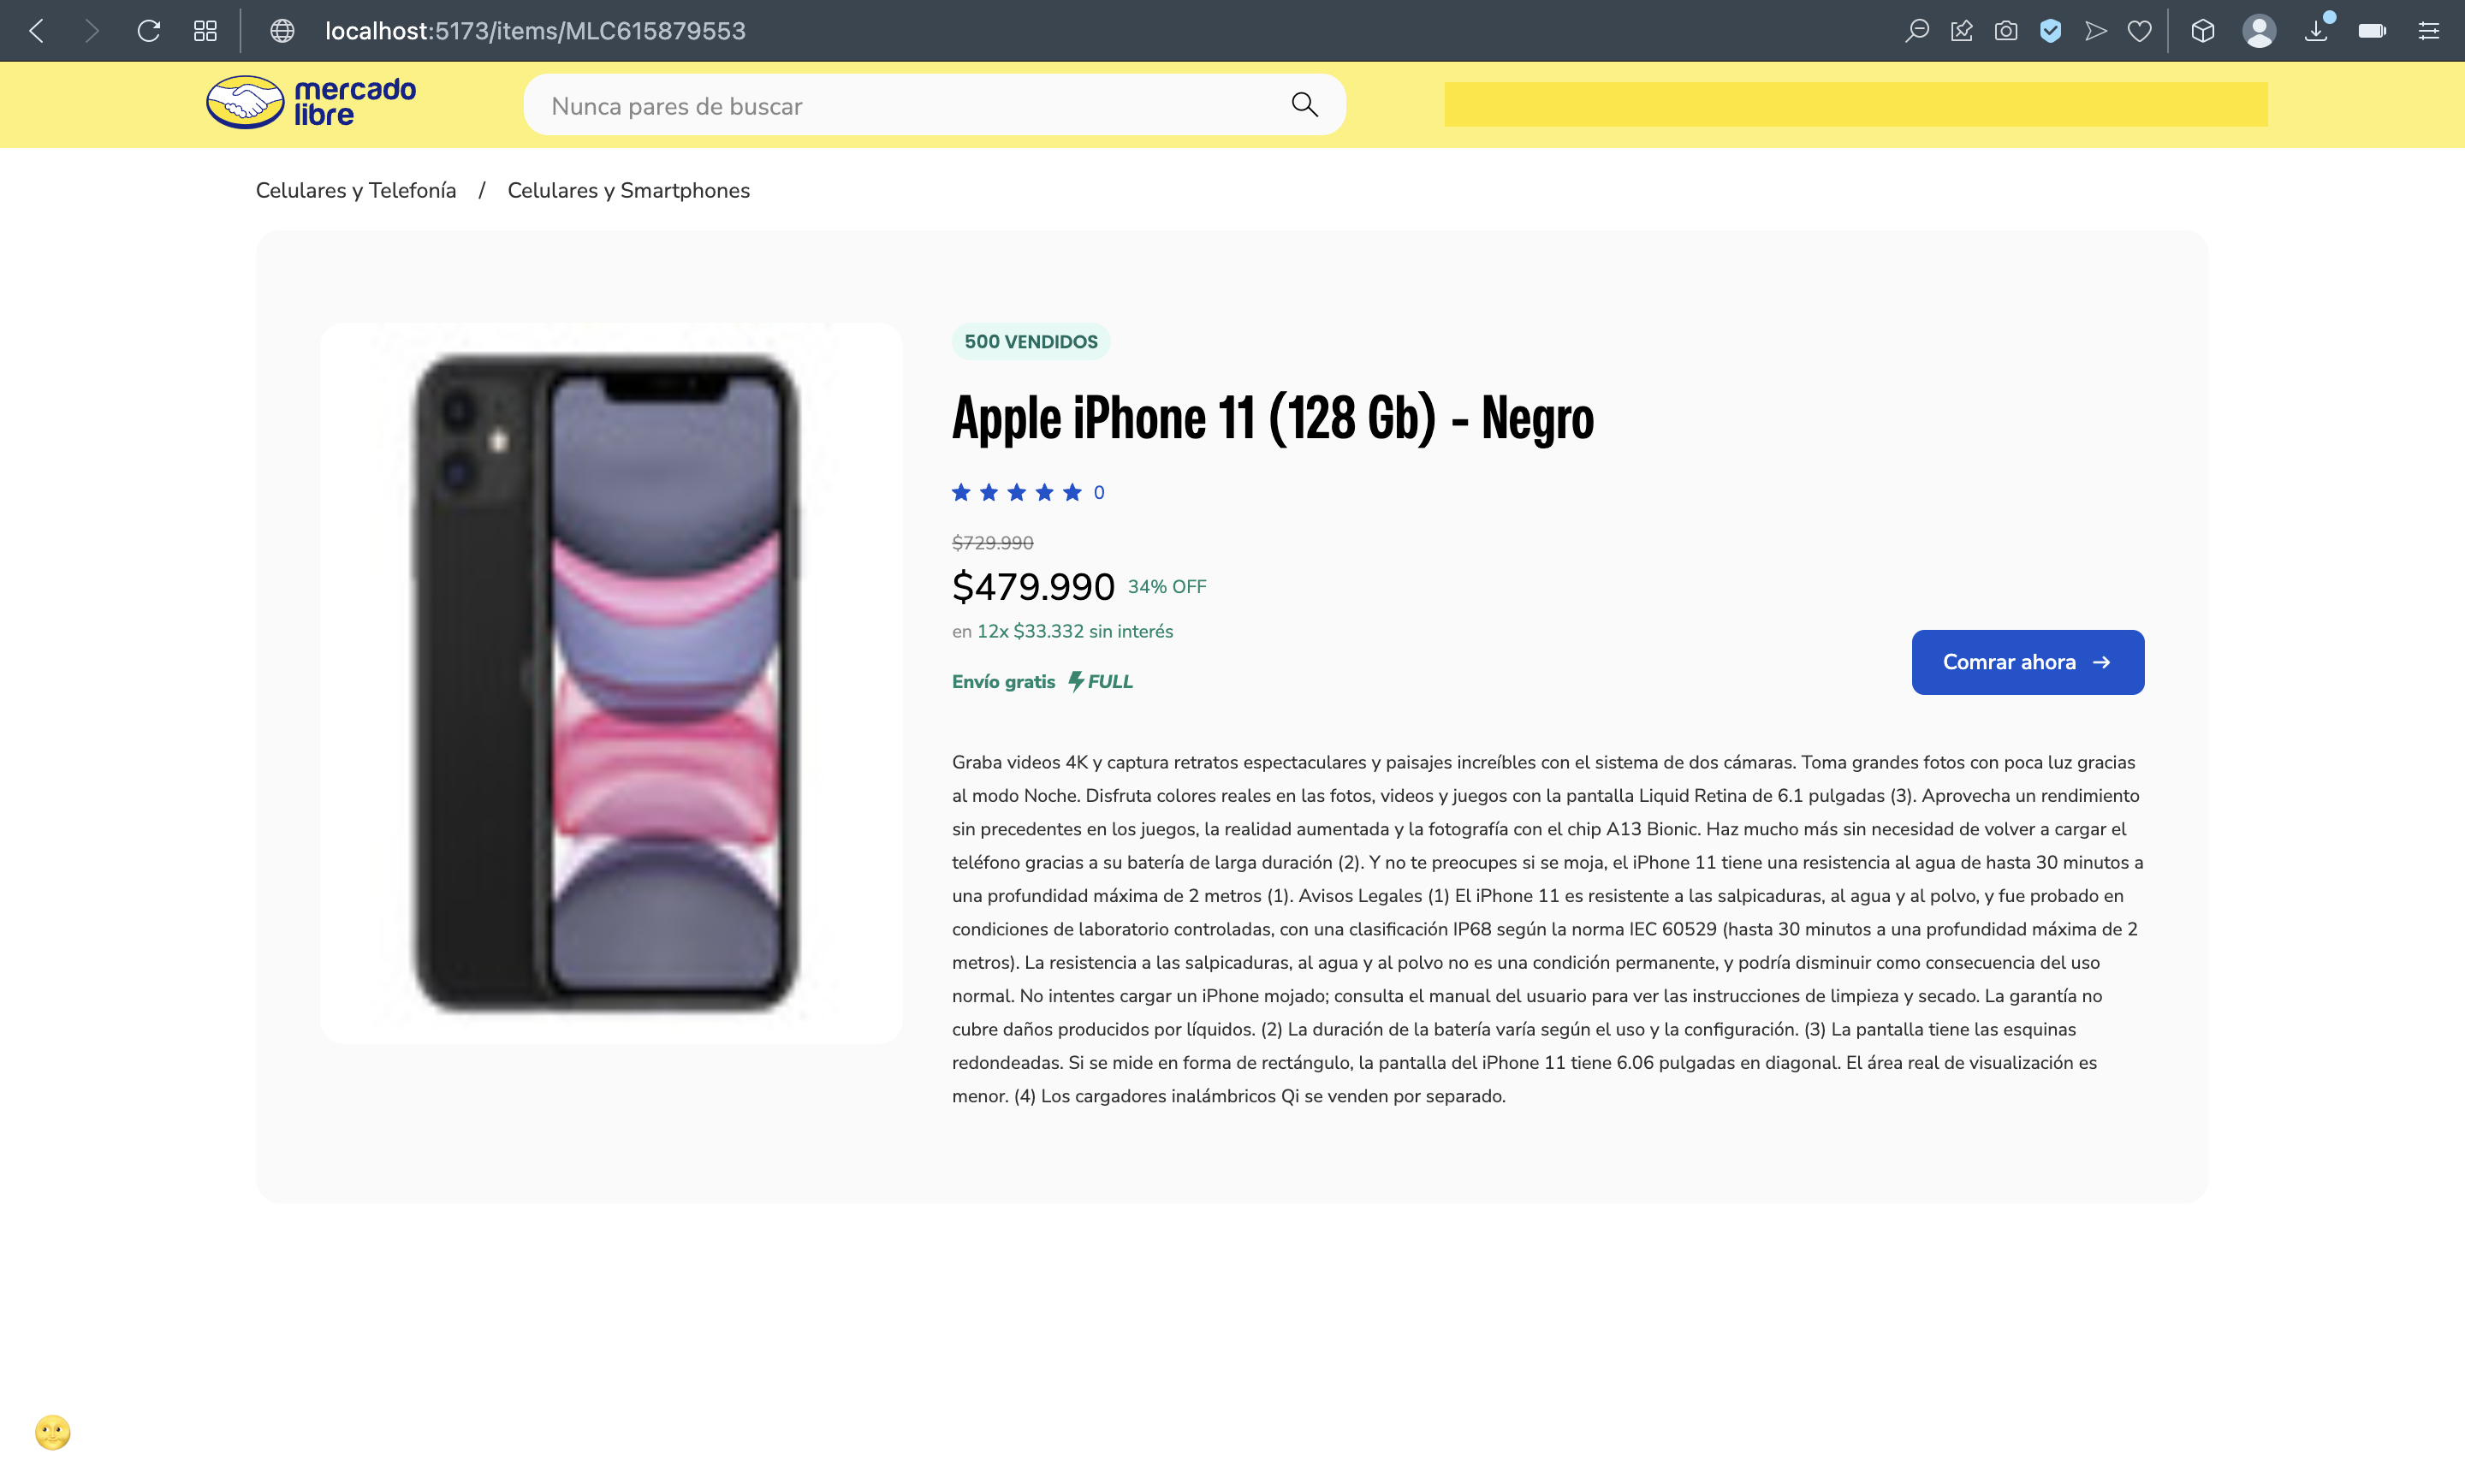 localhost:5173/items/MLC615879553
mercado
libre
Nunca pares de buscar
Celulares y Telefonía / Celulares y Smartphones
500 VENDIDOS
Apple iPhone 11 (128 Gb) - Negro
0
$729.990
$479.990 34% OFF
en 12x $33.332 sin interés
Comrar ahora →
Envío gratis FULL
Graba videos 4K y captura retratos espectaculares y paisajes increíbles con el sistema de dos cámaras. Toma grandes fotos con poca luz gracias
al modo Noche. Disfruta colores reales en las fotos, videos y juegos con la pantalla Liquid Retina de 6.1 pulgadas (3). Aprovecha un rendimiento
sin precedentes en los juegos, la realidad aumentada y la fotografía con el chip A13 Bionic. Haz mucho más sin necesidad de volver a cargar el
teléfono gracias a su batería de larga duración (2). Y no te preocupes si se moja, el iPhone 11 tiene una resistencia al agua de hasta 30 minutos a
una profundidad máxima de 2 metros (1). Avisos Legales (1) El iPhone 11 es resistente a las salpicaduras, al agua y al polvo, y fue probado en
condiciones de laboratorio controladas, con una clasificación IP68 según la norma IEC 60529 (hasta 30 minutos a una profundidad máxima de 2
metros). La resistencia a las salpicaduras, al agua y al polvo no es una condición permanente, y podría disminuir como consecuencia del uso
normal. No intentes cargar un iPhone mojado; consulta el manual del usuario para ver las instrucciones de limpieza y secado. La garantía no
cubre daños producidos por líquidos. (2) La duración de la batería varía según el uso y la configuración. (3) La pantalla tiene las esquinas
redondeadas. Si se mide en forma de rectángulo, la pantalla del iPhone 11 tiene 6.06 pulgadas en diagonal. El área real de visualización es
menor. (4) Los cargadores inalámbricos Qi se venden por separado.